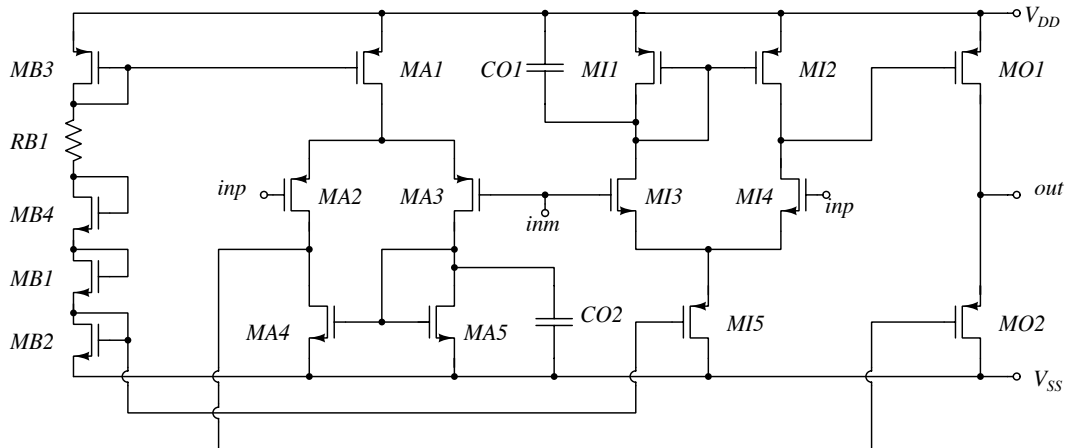 V_DD
MB3
MA1
CO1
MI1
MI2
MO1
RB1
inp
MA2
MA3
inm
MI3
MI4
inp
out
MB4
MB1
MB2
MA4
MA5
CO2
MI5
MO2
V_SS